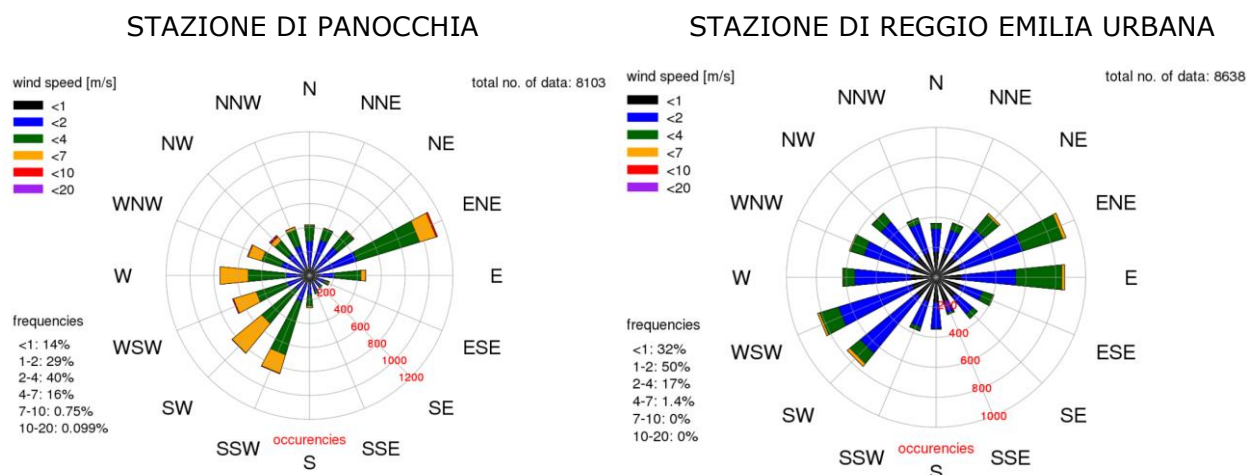 STAZIONE DI PANOCCHIA
wind speed [m/s]
<1
<2
<4
<7
<10
<20
total no. of data: 8103
N
NNE
NE
ENE
E
ESE
SE
SSE
S
SSW
SW
WSW
W
WNW
NW
NNW
200
400
600
800
1000
1200
occurencies
frequencies
<1: 14%
1-2: 29%
2-4: 40%
4-7: 16%
7-10: 0.75%
10-20: 0.099%
STAZIONE DI REGGIO EMILIA URBANA
wind speed [m/s]
<1
<2
<4
<7
<10
<20
total no. of data: 8638
N
NNE
NE
ENE
E
ESE
SE
SSE
S
SSW
SW
WSW
W
WNW
NW
NNW
200
400
600
800
1000
occurencies
frequencies
<1: 32%
1-2: 50%
2-4: 17%
4-7: 1.4%
7-10: 0%
10-20: 0%